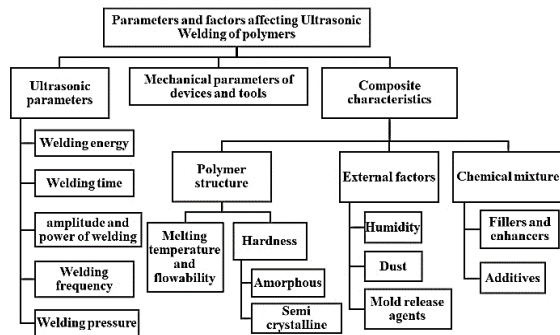 Parameters and factors affecting Ultrasonic
Welding of polymers
Ultrasonic
parameters
Mechanical parameters of
devices and tools
Composite
characteristics
Welding energy
Welding time
amplitude and
power of welding
Welding
frequency
Welding pressure
Polymer
structure
External factors
Chemical mixture
Melting
temperature
and
flowability
Hardness
Amorphous
Semi
crystalline
Humidity
Dust
Mold release
agents
Fillers and
enhancers
Additives